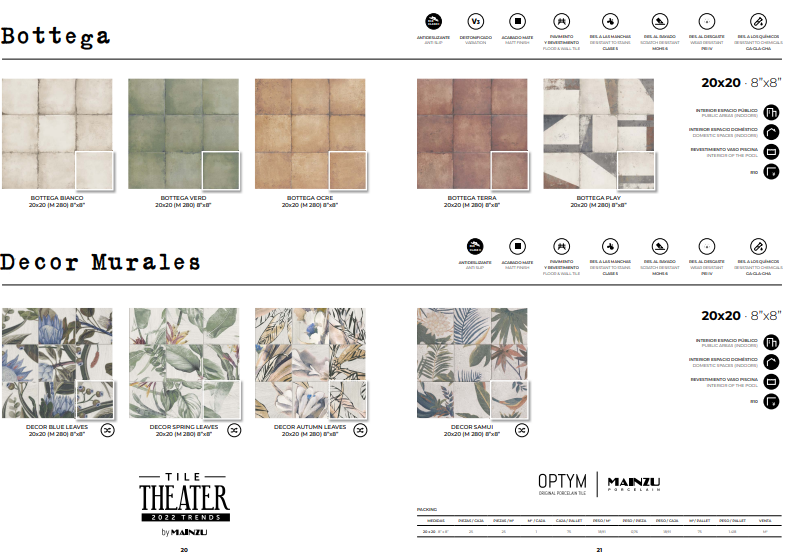 Bottega
ANTIDESLIZANTE
ANTI SLIP
V3
DESTONIFICADO
VARIATION
ACABADO MATE
MATT FINISH
PAVIMENTO
Y REVESTIMIENTO
FLOOR & WALL TILE
RES. A LAS MANCHAS
RESISTANT TO STAINS
CLASE 5
RES. AL RAYADO
SCRATCH RESISTANT
MOHS 6
RES. AL DESGASTE
WEAR RESISTANT
PEI IV
RES. A LOS QUÍMICOS
RESISTANT TO CHEMICALS
GA GLA GHA
20x20 · 8"x8"
INTERIOR ESPACIO PÚBLICO
PUBLIC AREAS (INDOORS)
INTERIOR ESPACIO DOMÉSTICO
DOMESTIC SPACES (INDOORS)
REVESTIMIENTO VASO PISCINA
INTERIOR OF THE POOL
R10
BOTTEGA BIANCO
20x20 (M 280) 8"x8"
BOTTEGA VERD
20x20 (M 280) 8"x8"
BOTTEGA OCRE
20x20 (M 280) 8"x8"
BOTTEGA TERRA
20x20 (M 280) 8"x8"
BOTTEGA PLAY
20x20 (M 280) 8"x8"
Decor Murales
ANTIDESLIZANTE
ANTI SLIP
ACABADO MATE
MATT FINISH
PAVIMENTO
Y REVESTIMIENTO
FLOOR & WALL TILE
RES. A LAS MANCHAS
RESISTANT TO STAINS
CLASE 5
RES. AL RAYADO
SCRATCH RESISTANT
MOHS 6
RES. AL DESGASTE
WEAR RESISTANT
PEI IV
RES. A LOS QUÍMICOS
RESISTANT TO CHEMICALS
GA GLA GHA
20x20 · 8"x8"
INTERIOR ESPACIO PÚBLICO
PUBLIC AREAS (INDOORS)
INTERIOR ESPACIO DOMÉSTICO
DOMESTIC SPACES (INDOORS)
REVESTIMIENTO VASO PISCINA
INTERIOR OF THE POOL
R10
DECOR BLUE LEAVES
20x20 (M 280) 8"x8"
DECOR SPRING LEAVES
20x20 (M 280) 8"x8"
DECOR AUTUMN LEAVES
20x20 (M 280) 8"x8"
DECOR SAMUI
20x20 (M 280) 8"x8"
TILE
THEATER
2022 TRENDS
by MAINZU
OPTYM
ORIGINAL PORCELAIN TILE
MAINZU
PORCELAIN
PACKING
MEDIDAS PIEZAS / CAJA PIEZAS / M² M² / CAJA CAJA / PALLET PESO / M² PESO / PIEZA PESO / CAJA M² / PALLET PESO / PALLET VENTA
20 x 20 8"x8" 25 25 1 75
20
21